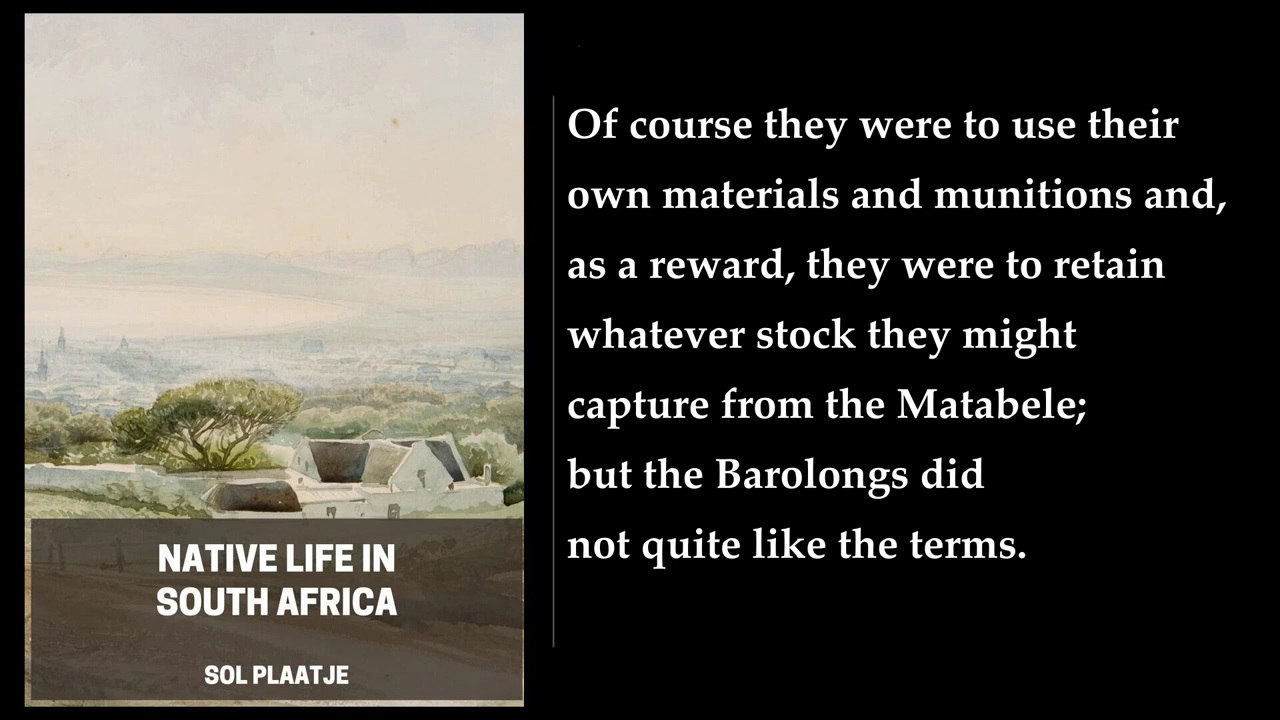 NATIVE LIFE IN
SOUTH AFRICA
SOL PLAATJE
Of course they were to use their
own materials and munitions and,
as a reward, they were to retain
whatever stock they might
capture from the Matabele;
but the Barolongs did
not quite like the terms.